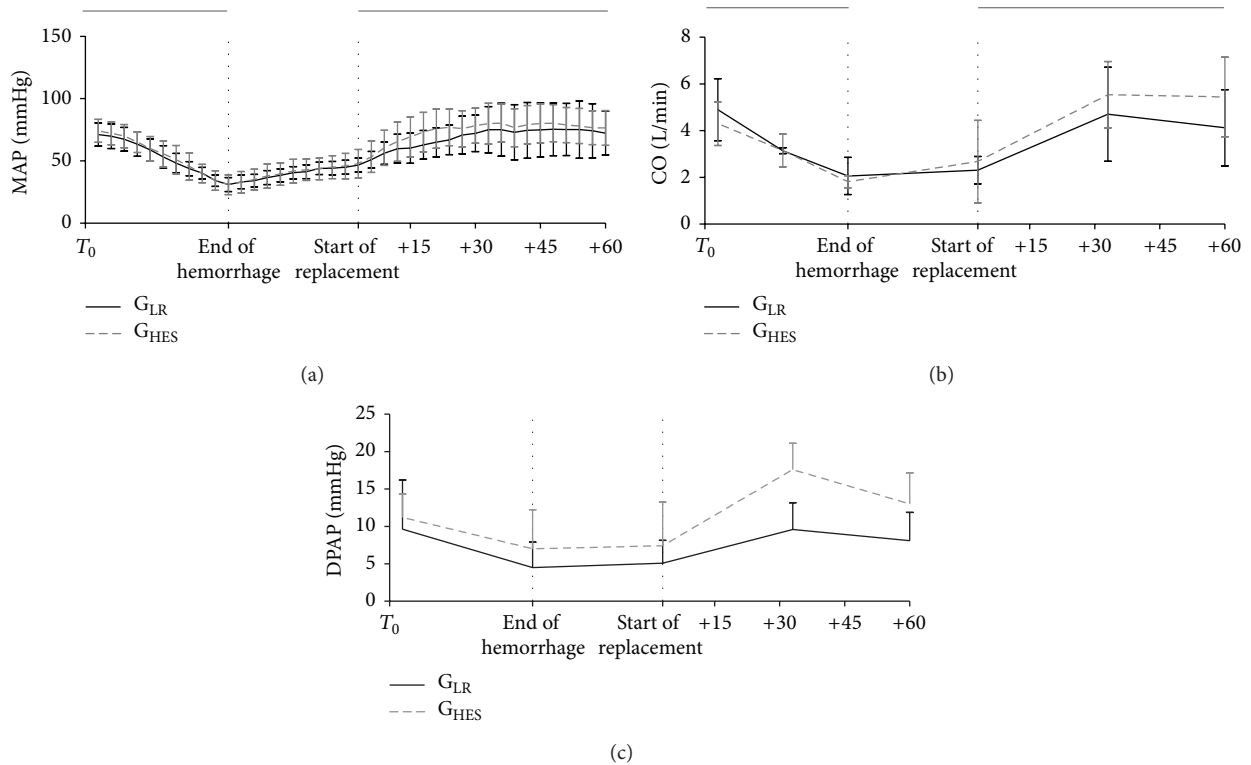 150
100
50
0
MAP (mmHg)
T0 End of hemorrhage Start of replacement +15 +30 +45 +60
GLR
GHES
(a)
8
6
4
2
0
CO (L/min)
T0 End of hemorrhage Start of replacement +15 +30 +45 +60
GLR
GHES
(b)
25
20
15
10
5
0
DPAP (mmHg)
T0 End of hemorrhage Start of replacement +15 +30 +45 +60
GLR
GHES
(c)